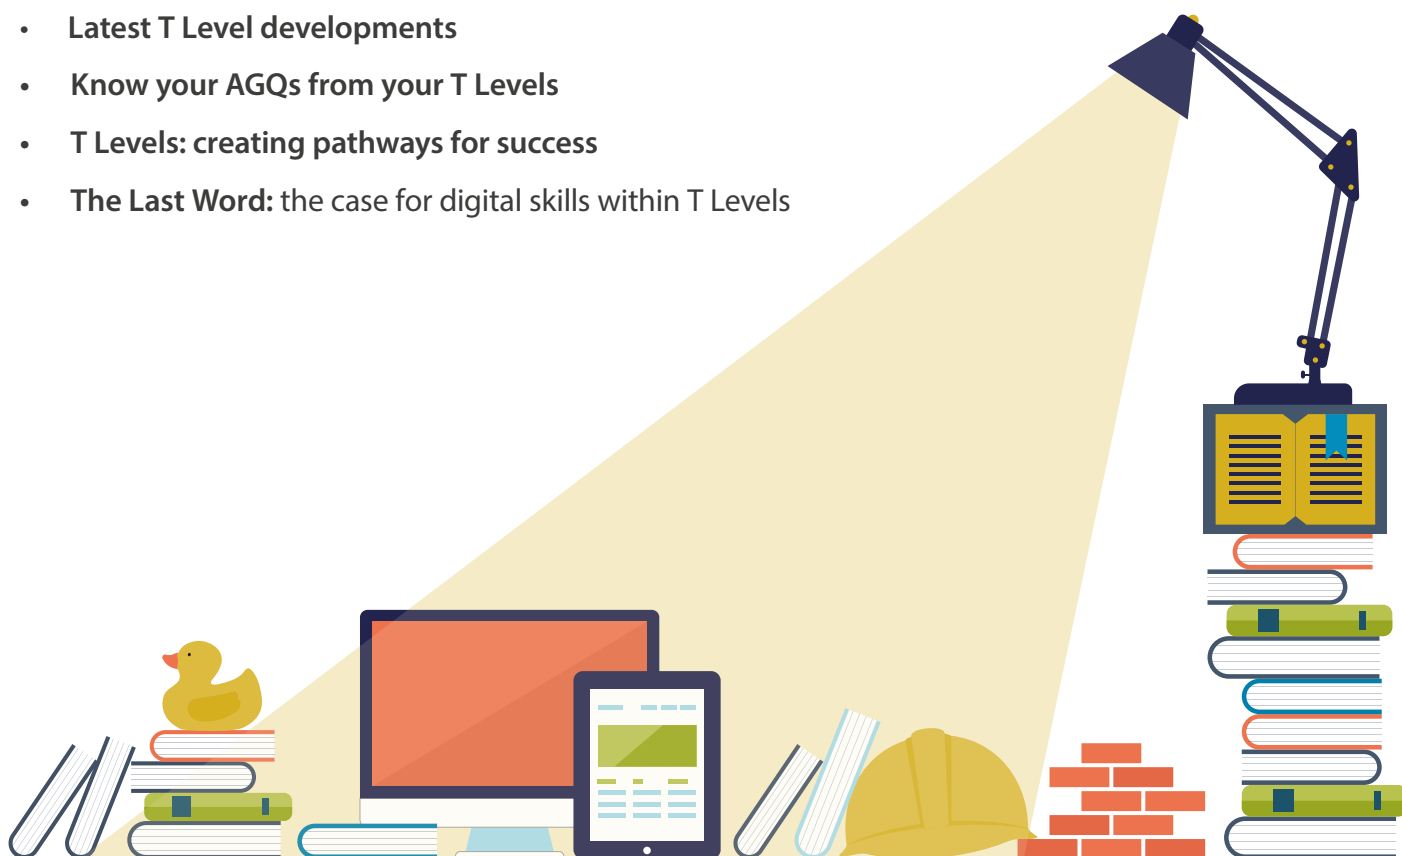 • Latest T Level developments
• Know your AGQs from your T Levels
• T Levels: creating pathways for success
• The Last Word: the case for digital skills within T Levels